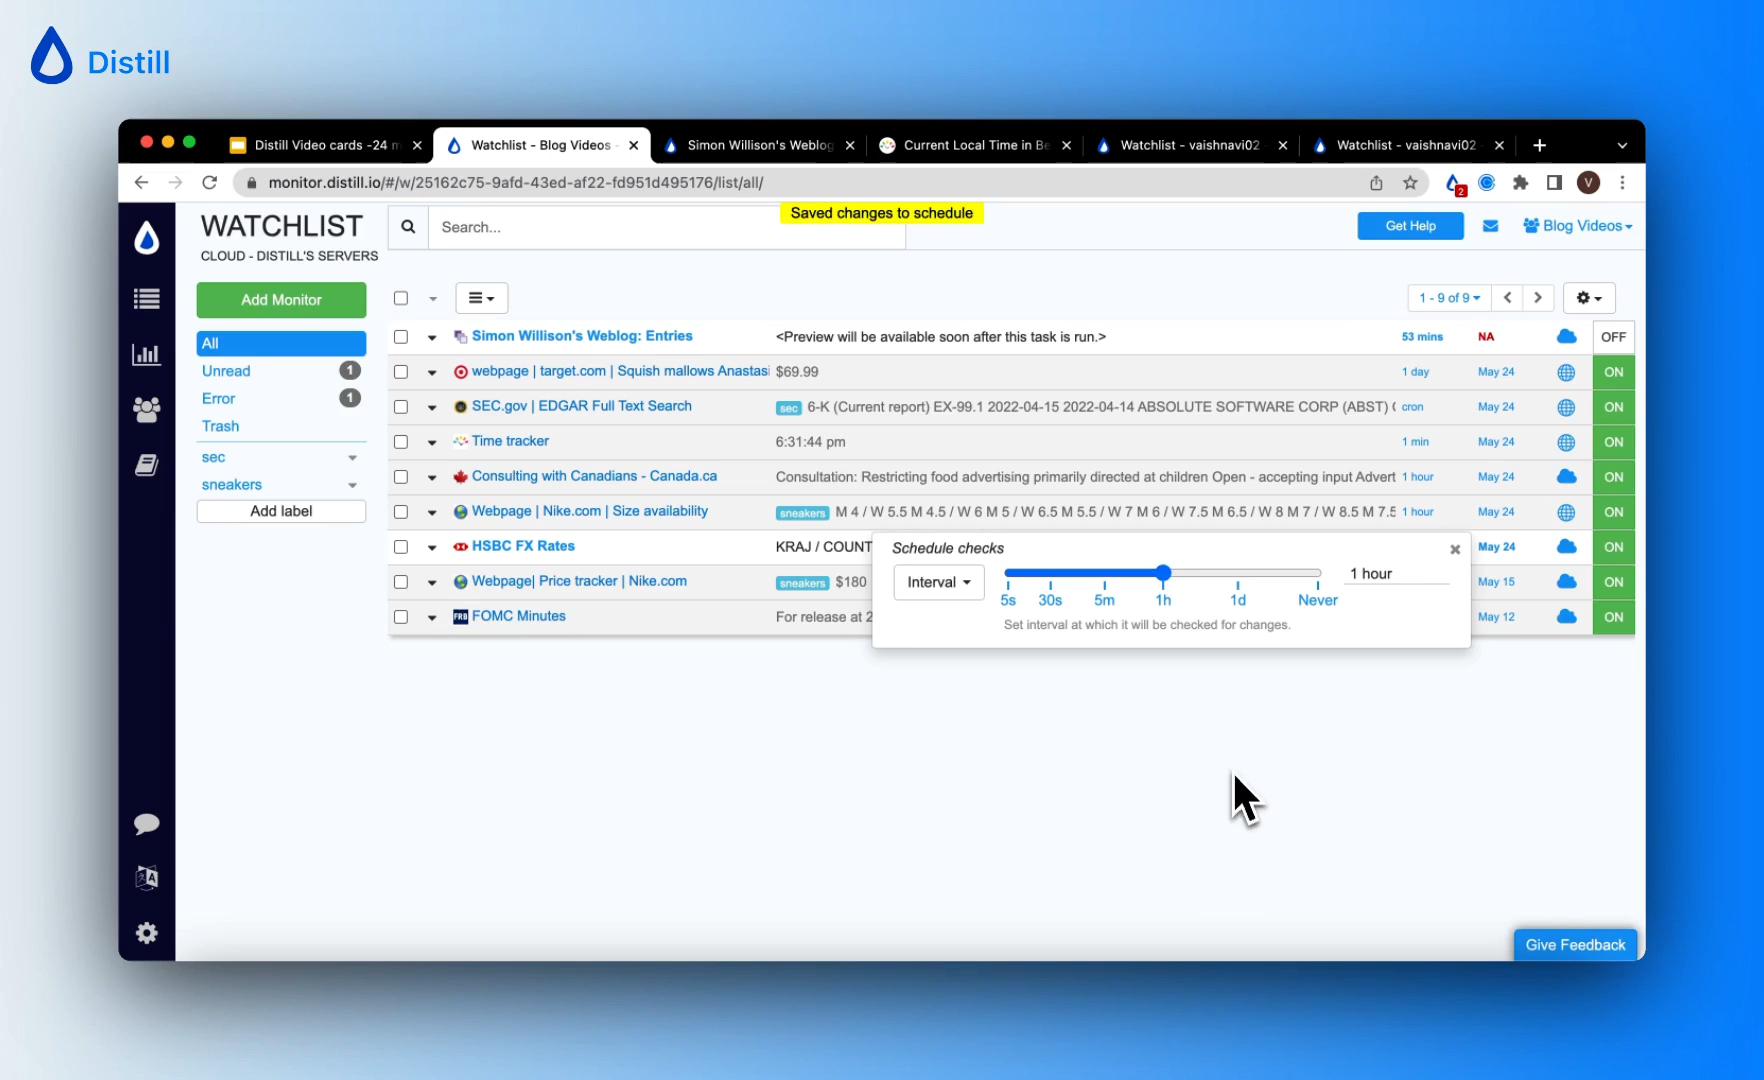 Distill
Distill Video cards -24 m
Watchlist - Blog Videos -
Simon Willison's Weblog
Current Local Time in Be
Watchlist - vaishnavi02
Watchlist - vaishnavi02
monitor.distill.io/#/w/25162c75-9afd-43ed-af22-fd951d495176/list/all/
2
V
WATCHLIST
CLOUD - DISTILL'S SERVERS
Search...
Saved changes to schedule
Get Help
Blog Videos
Add Monitor
1 - 9 of 9
All
Unread 1
Error 1
Trash
sec
sneakers
Add label
Simon Willison's Weblog: Entries <Preview will be available soon after this task is run.> 53 mins NA OFF
webpage | target.com | Squish mallows Anastasi $69.99 1 day May 24 ON
SEC.gov | EDGAR Full Text Search sec 6-K (Current report) EX-99.1 2022-04-15 2022-04-14 ABSOLUTE SOFTWARE CORP (ABST) ( cron May 24 ON
Time tracker 6:31:44 pm 1 min May 24 ON
Consulting with Canadians - Canada.ca Consultation: Restricting food advertising primarily directed at children Open - accepting input Advert 1 hour May 24 ON
Webpage | Nike.com | Size availability sneakers M 4 / W 5.5 M 4.5 / W 6 M 5 / W 6.5 M 5.5 / W 7 M 6 / W 7.5 M 6.5 / W 8 M 7 / W 8.5 M 7.5 1 hour May 24 ON
HSBC FX Rates KRAJ / COUNT May 24 ON
Webpage| Price tracker | Nike.com sneakers $180 May 15 ON
FRB FOMC Minutes For release at 2 May 12 ON
Schedule checks
Interval
1 hour
5s 30s 5m 1h 1d Never
Set interval at which it will be checked for changes.
Give Feedback